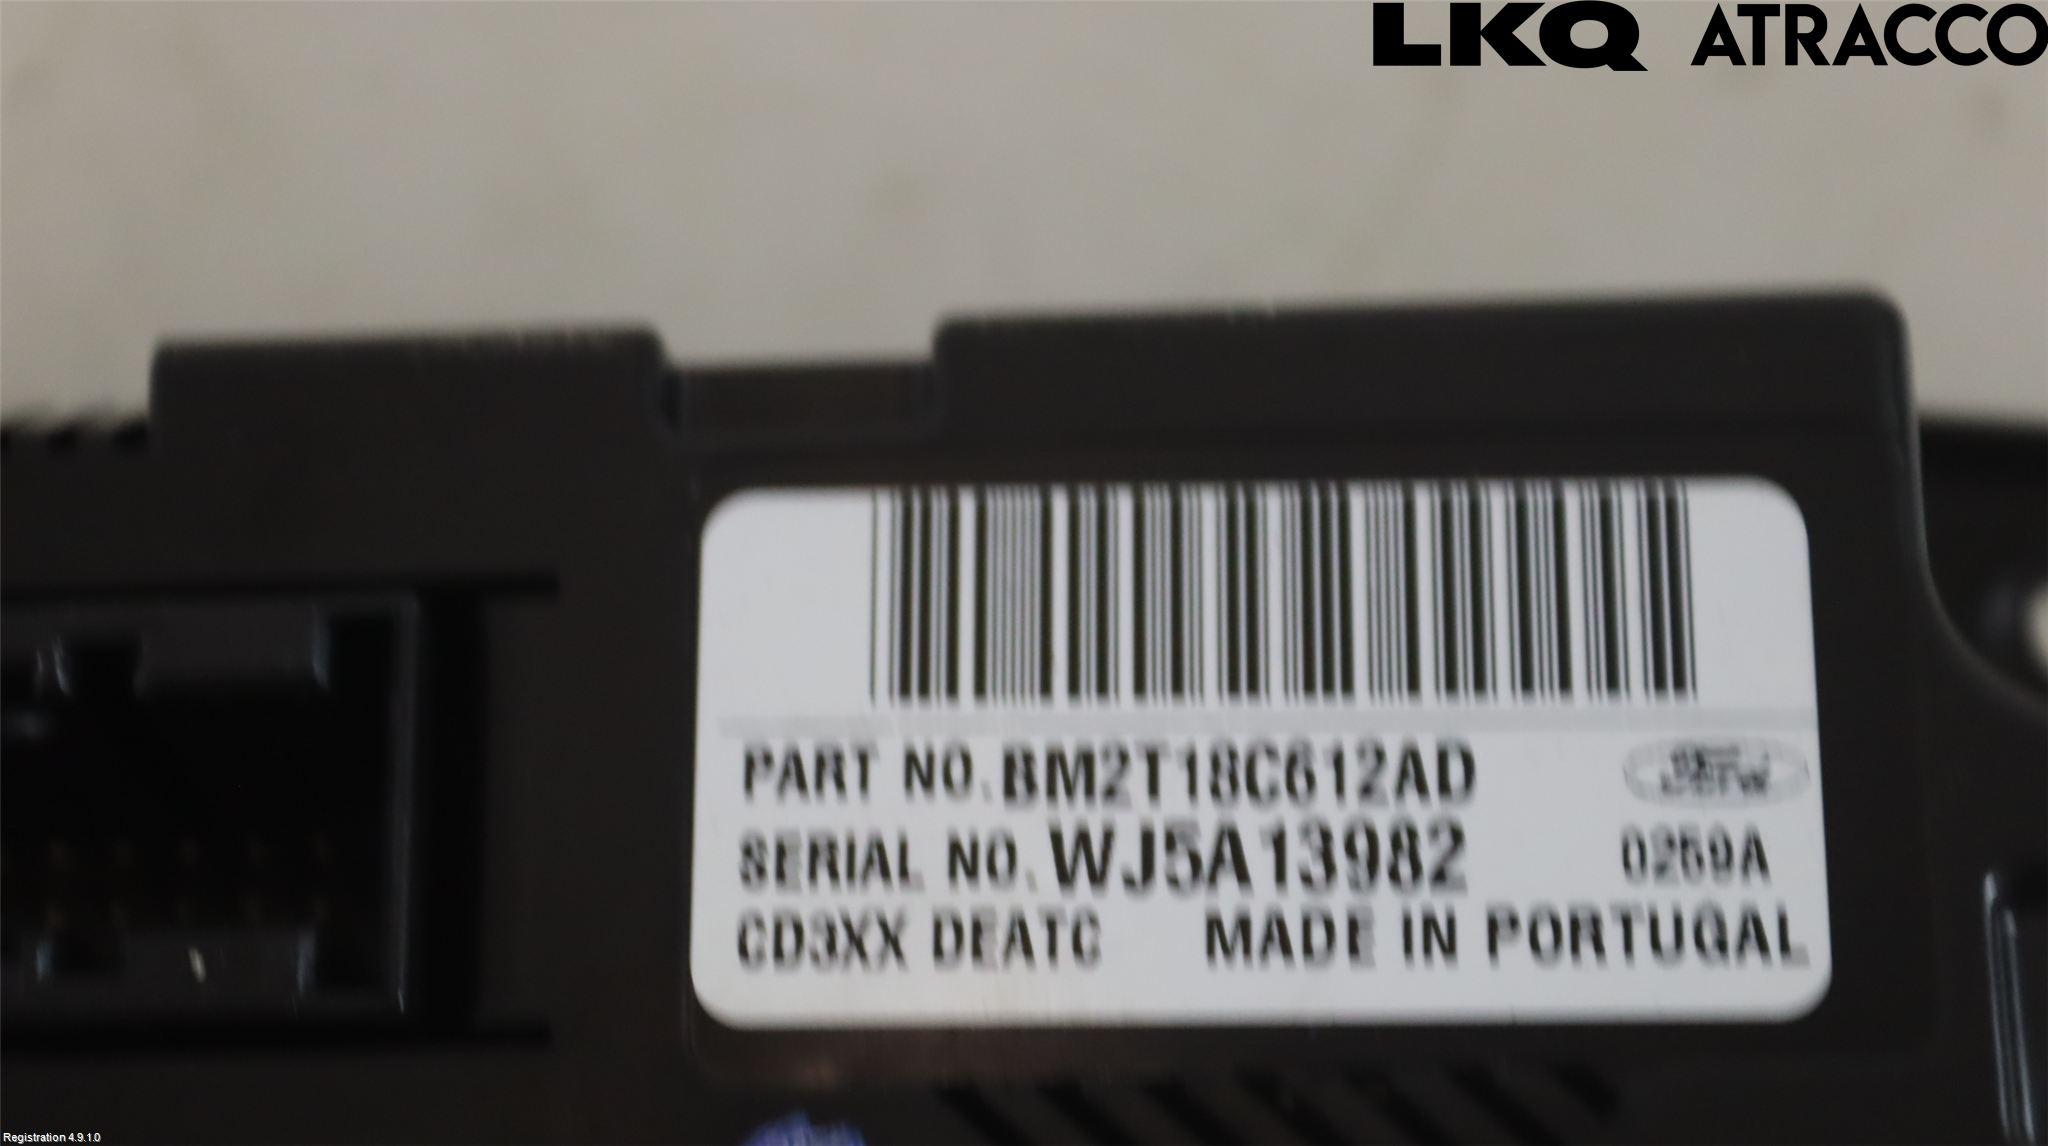 LKQ ATRACCO
PART NO. BM2T18C612AD
SERIAL NO. WJ5A13982 0259A
CD3XX DEATC MADE IN PORTUGAL
Registration 4.9.1.0